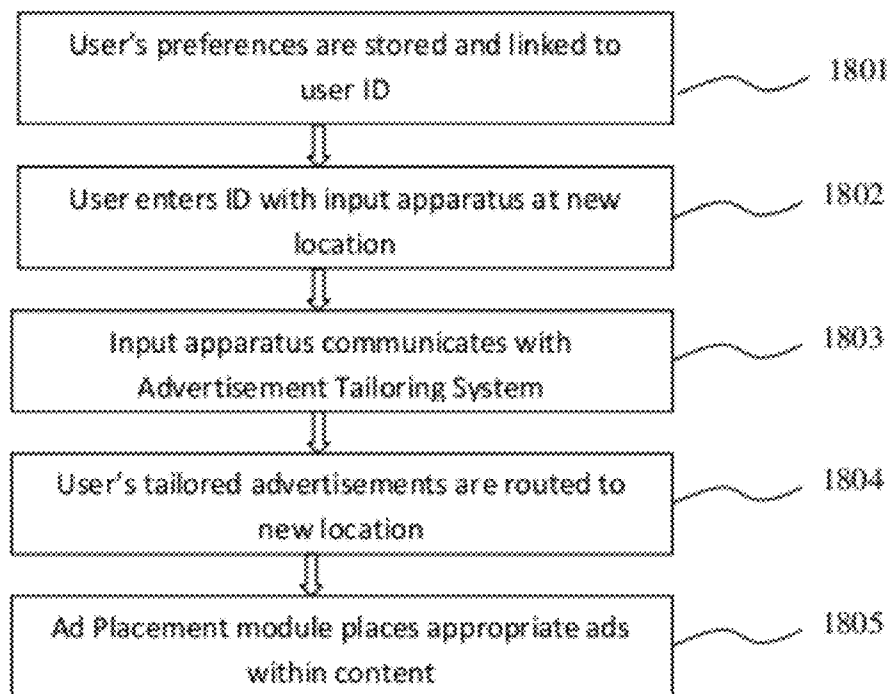 User's preferences are stored and linked to
user ID
1801
User enters ID with input apparatus at new
location
1802
Input apparatus communicates with
Advertisement Tailoring System
1803
User's tailored advertisements are routed to
new location
1804
Ad Placement module places appropriate ads
within content
1805